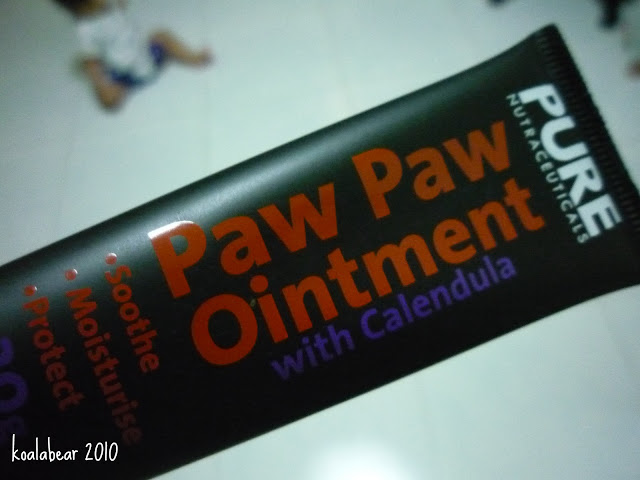 PURE
NUTRACEUTICALS
Paw Paw
Ointment
with Calendula
• Soothe
• Moisturise
• Protect
koalabear 2010